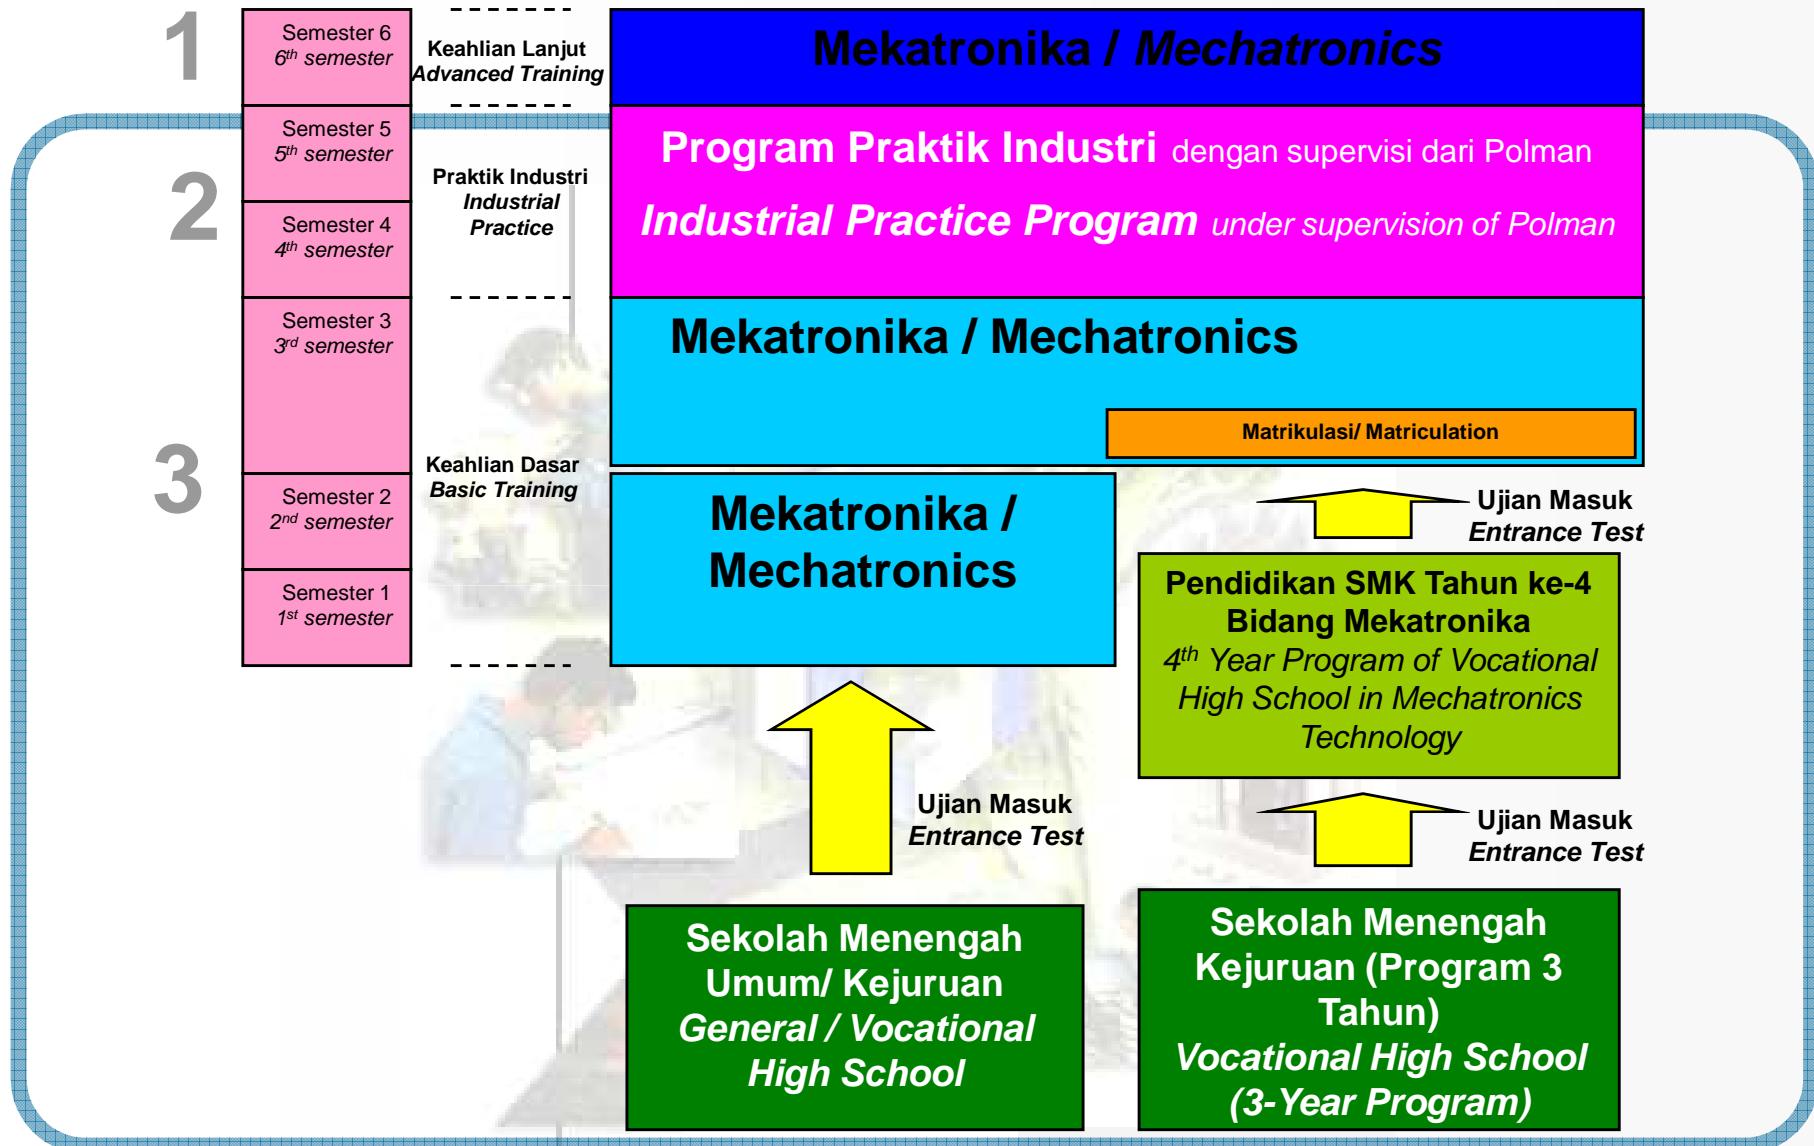 1
Semester 6
6th semester
Keahlian Lanjut
Advanced Training
Mekatronika / Mechatronics
2
Semester 5
5th semester
Semester 4
4th semester
Praktik Industri
Industrial
Practice
Program Praktik Industri dengan supervisi dari Polman
Industrial Practice Program under supervision of Polman
3
Semester 3
3rd semester
Semester 2
2nd semester
Semester 1
1st semester
Keahlian Dasar
Basic Training
Mekatronika / Mechatronics
Matrikulasi/ Matriculation
Mekatronika /
Mechatronics
Ujian Masuk
Entrance Test
Pendidikan SMK Tahun ke-4
Bidang Mekatronika
4th Year Program of Vocational
High School in Mechatronics
Technology
Ujian Masuk
Entrance Test
Ujian Masuk
Entrance Test
Sekolah Menengah
Umum/ Kejuruan
General / Vocational
High School
Sekolah Menengah
Kejuruan (Program 3
Tahun)
Vocational High School
(3-Year Program)